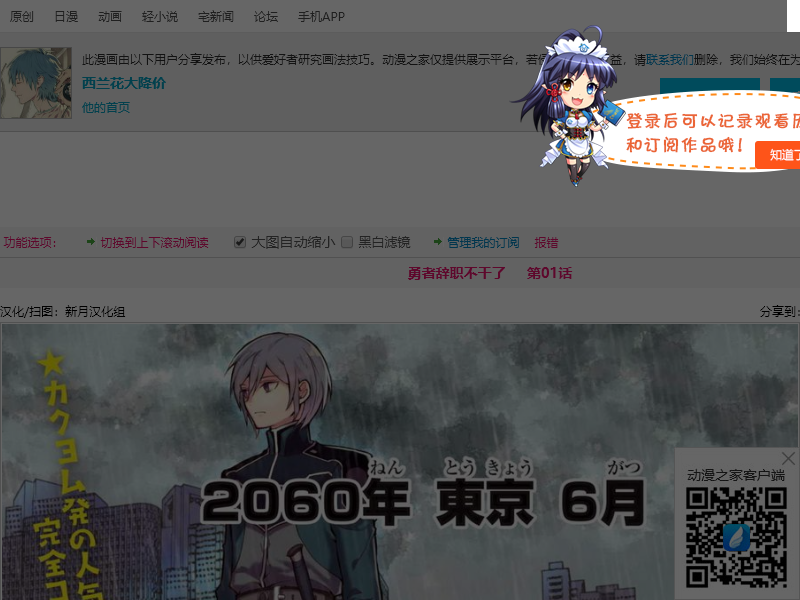 原创 日漫 动画 轻小说 宅新闻 论坛 手机APP
此漫画由以下用户分享发布，以供爱好者研究画法技巧。动漫之家仅提供展示平台，若
益，请联系我们删除，我们始终在为
西兰花大降价
他的首页
登录后可以记录观看历
和订阅作品哦！
知道了
功能选项： 切换到上下滚动阅读 大图自动缩小 黑白滤镜 管理我的订阅 报错
勇者辞职不干了 第01话
汉化/扫图：新月汉化组
分享到：
★カクヨム発の人気
完全コ
ねん とう きょう がつ
2060年 東京 6月
动漫之家客户端